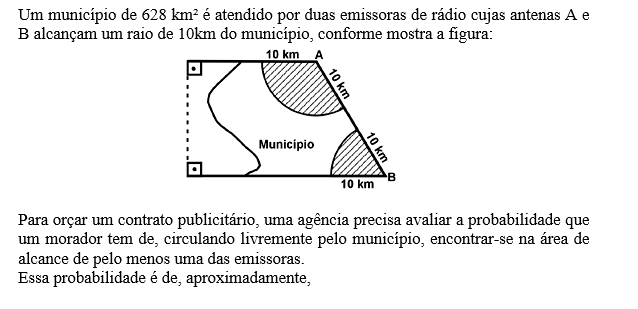 Um município de 628 km² é atendido por duas emissoras de rádio cujas antenas A e
B alcançam um raio de 10km do município, conforme mostra a figura:
10 km A
10 km
Município
10 km
10 km B
Para orçar um contrato publicitário, uma agência precisa avaliar a probabilidade que
um morador tem de, circulando livremente pelo município, encontrar-se na área de
alcance de pelo menos uma das emissoras.
Essa probabilidade é de, aproximadamente,